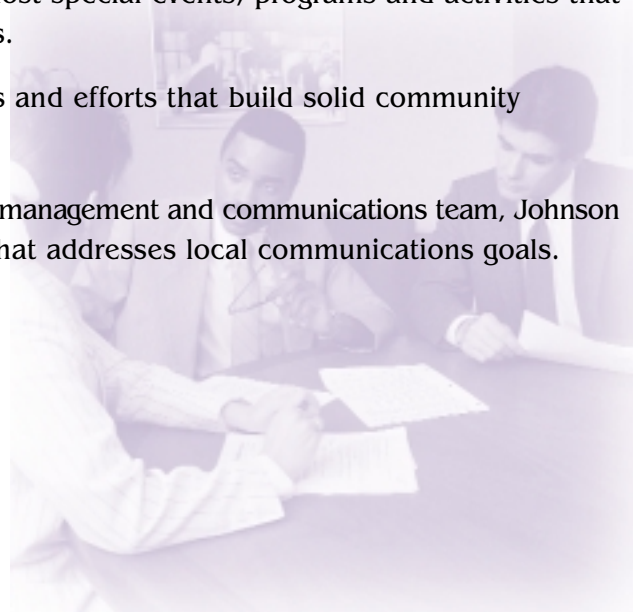 ost special events, programs and activities that
s.
s and efforts that build solid community
management and communications team, Johnson
hat addresses local communications goals.